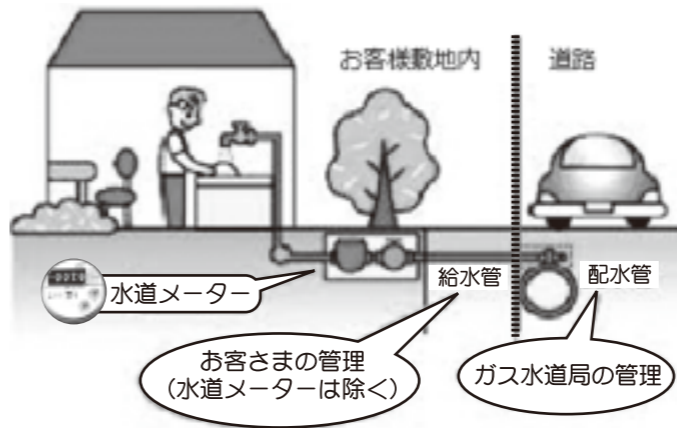 お客様敷地内
道路
水道メーター
給水管
配水管
お客さまの管理
（水道メーターは除く）
ガス水道局の管理